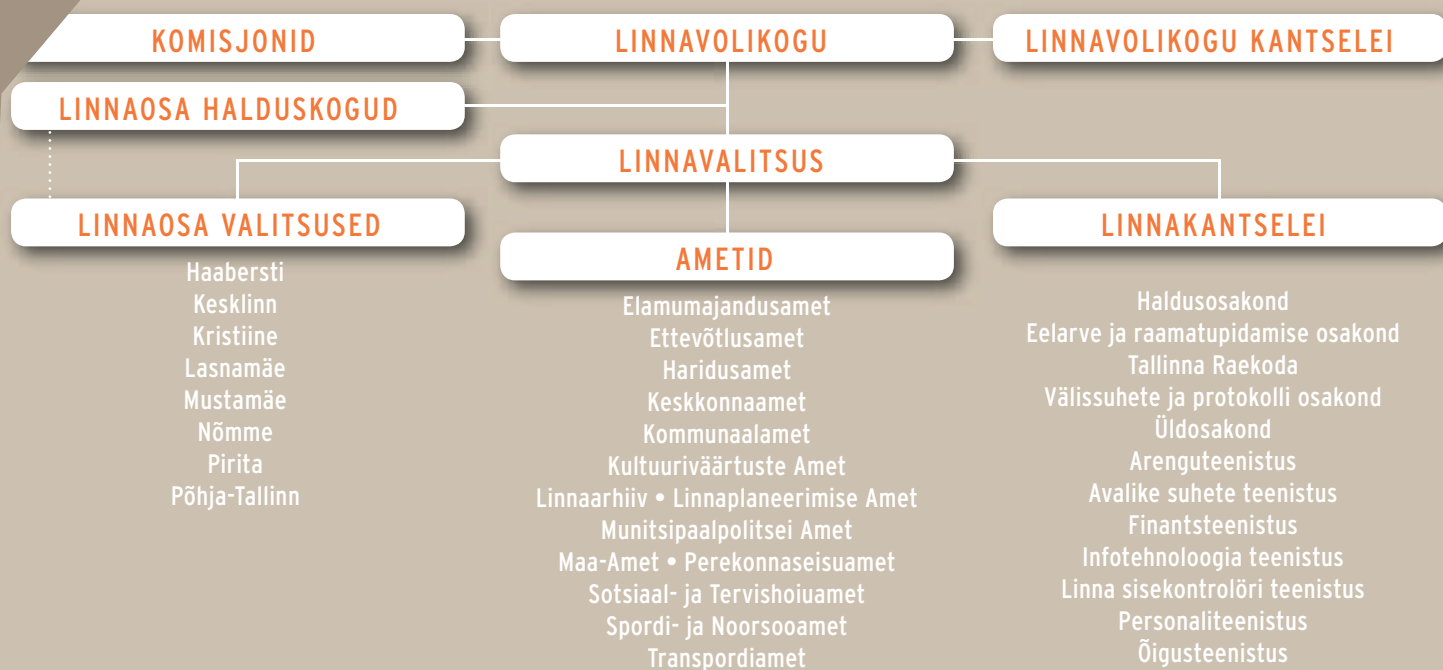 KOMISJONID
LINNAVOLIKOGU
LINNAVOLIKOGU KANTSELEI
LINNAOSA HALDUSKOGUD
LINNAVALITSUS
LINNAOSA VALITSUSED
Haabersti
Kesklinn
Kristiine
Lasnamäe
Mustamäe
Nõmme
Pirita
Põhja-Tallinn
AMETID
Elamumajandusamet
Ettevõtlusamet
Haridusamet
Keskkonnaamet
Kommunaalamet
Kultuuriväärtuste Amet
Linnaarhiiv • Linnaplaneerimise Amet
Munitsipaalpolitsei Amet
Maa-Amet • Perekonnaseisuamet
Sotsiaal- ja Tervishoiuamet
Spordi- ja Noorsooamet
Transpordiamet
LINNAKANTSELEI
Haldusosakond
Eelarve ja raamatupidamise osakond
Tallinna Raekoda
Välissuhete ja protokolli osakond
Üldosakond
Arenguteenistus
Avalike suhete teenistus
Finantsteenistus
Infotehnoloogia teenistus
Linna sisekontrolöri teenistus
Personaliteenistus
Õigusteenistus